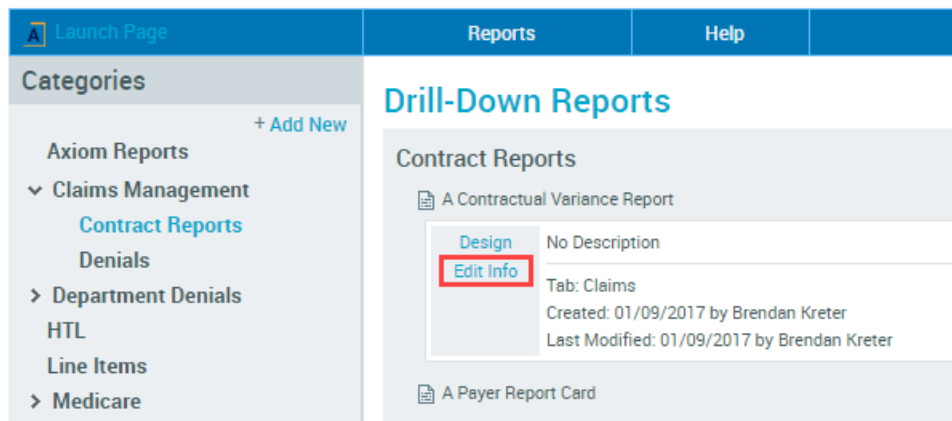 A Launch Page
Reports
Help
Categories
+ Add New
Axiom Reports
Claims Management
Contract Reports
Denials
Department Denials
HTL
Line Items
Medicare
Drill-Down Reports
Contract Reports
A Contractual Variance Report
Design
Edit Info
No Description
Tab: Claims
Created: 01/09/2017 by Brendan Kreter
Last Modified: 01/09/2017 by Brendan Kreter
A Payer Report Card